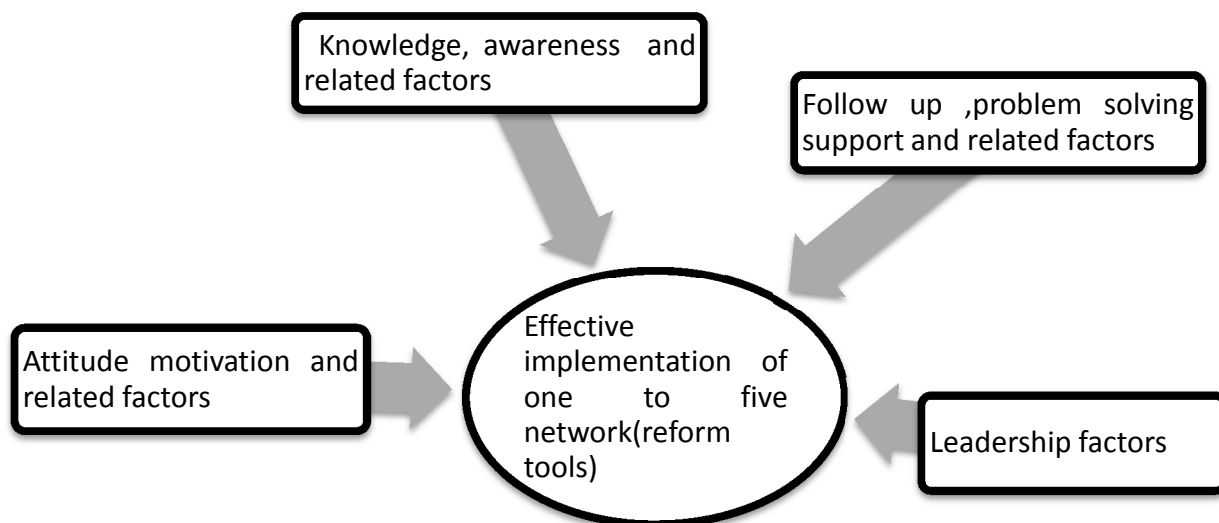 Knowledge, awareness and
related factors
Follow up ,problem solving
support and related factors
Attitude motivation and
related factors
Effective
implementation of
one to five
network(reform
tools)
Leadership factors